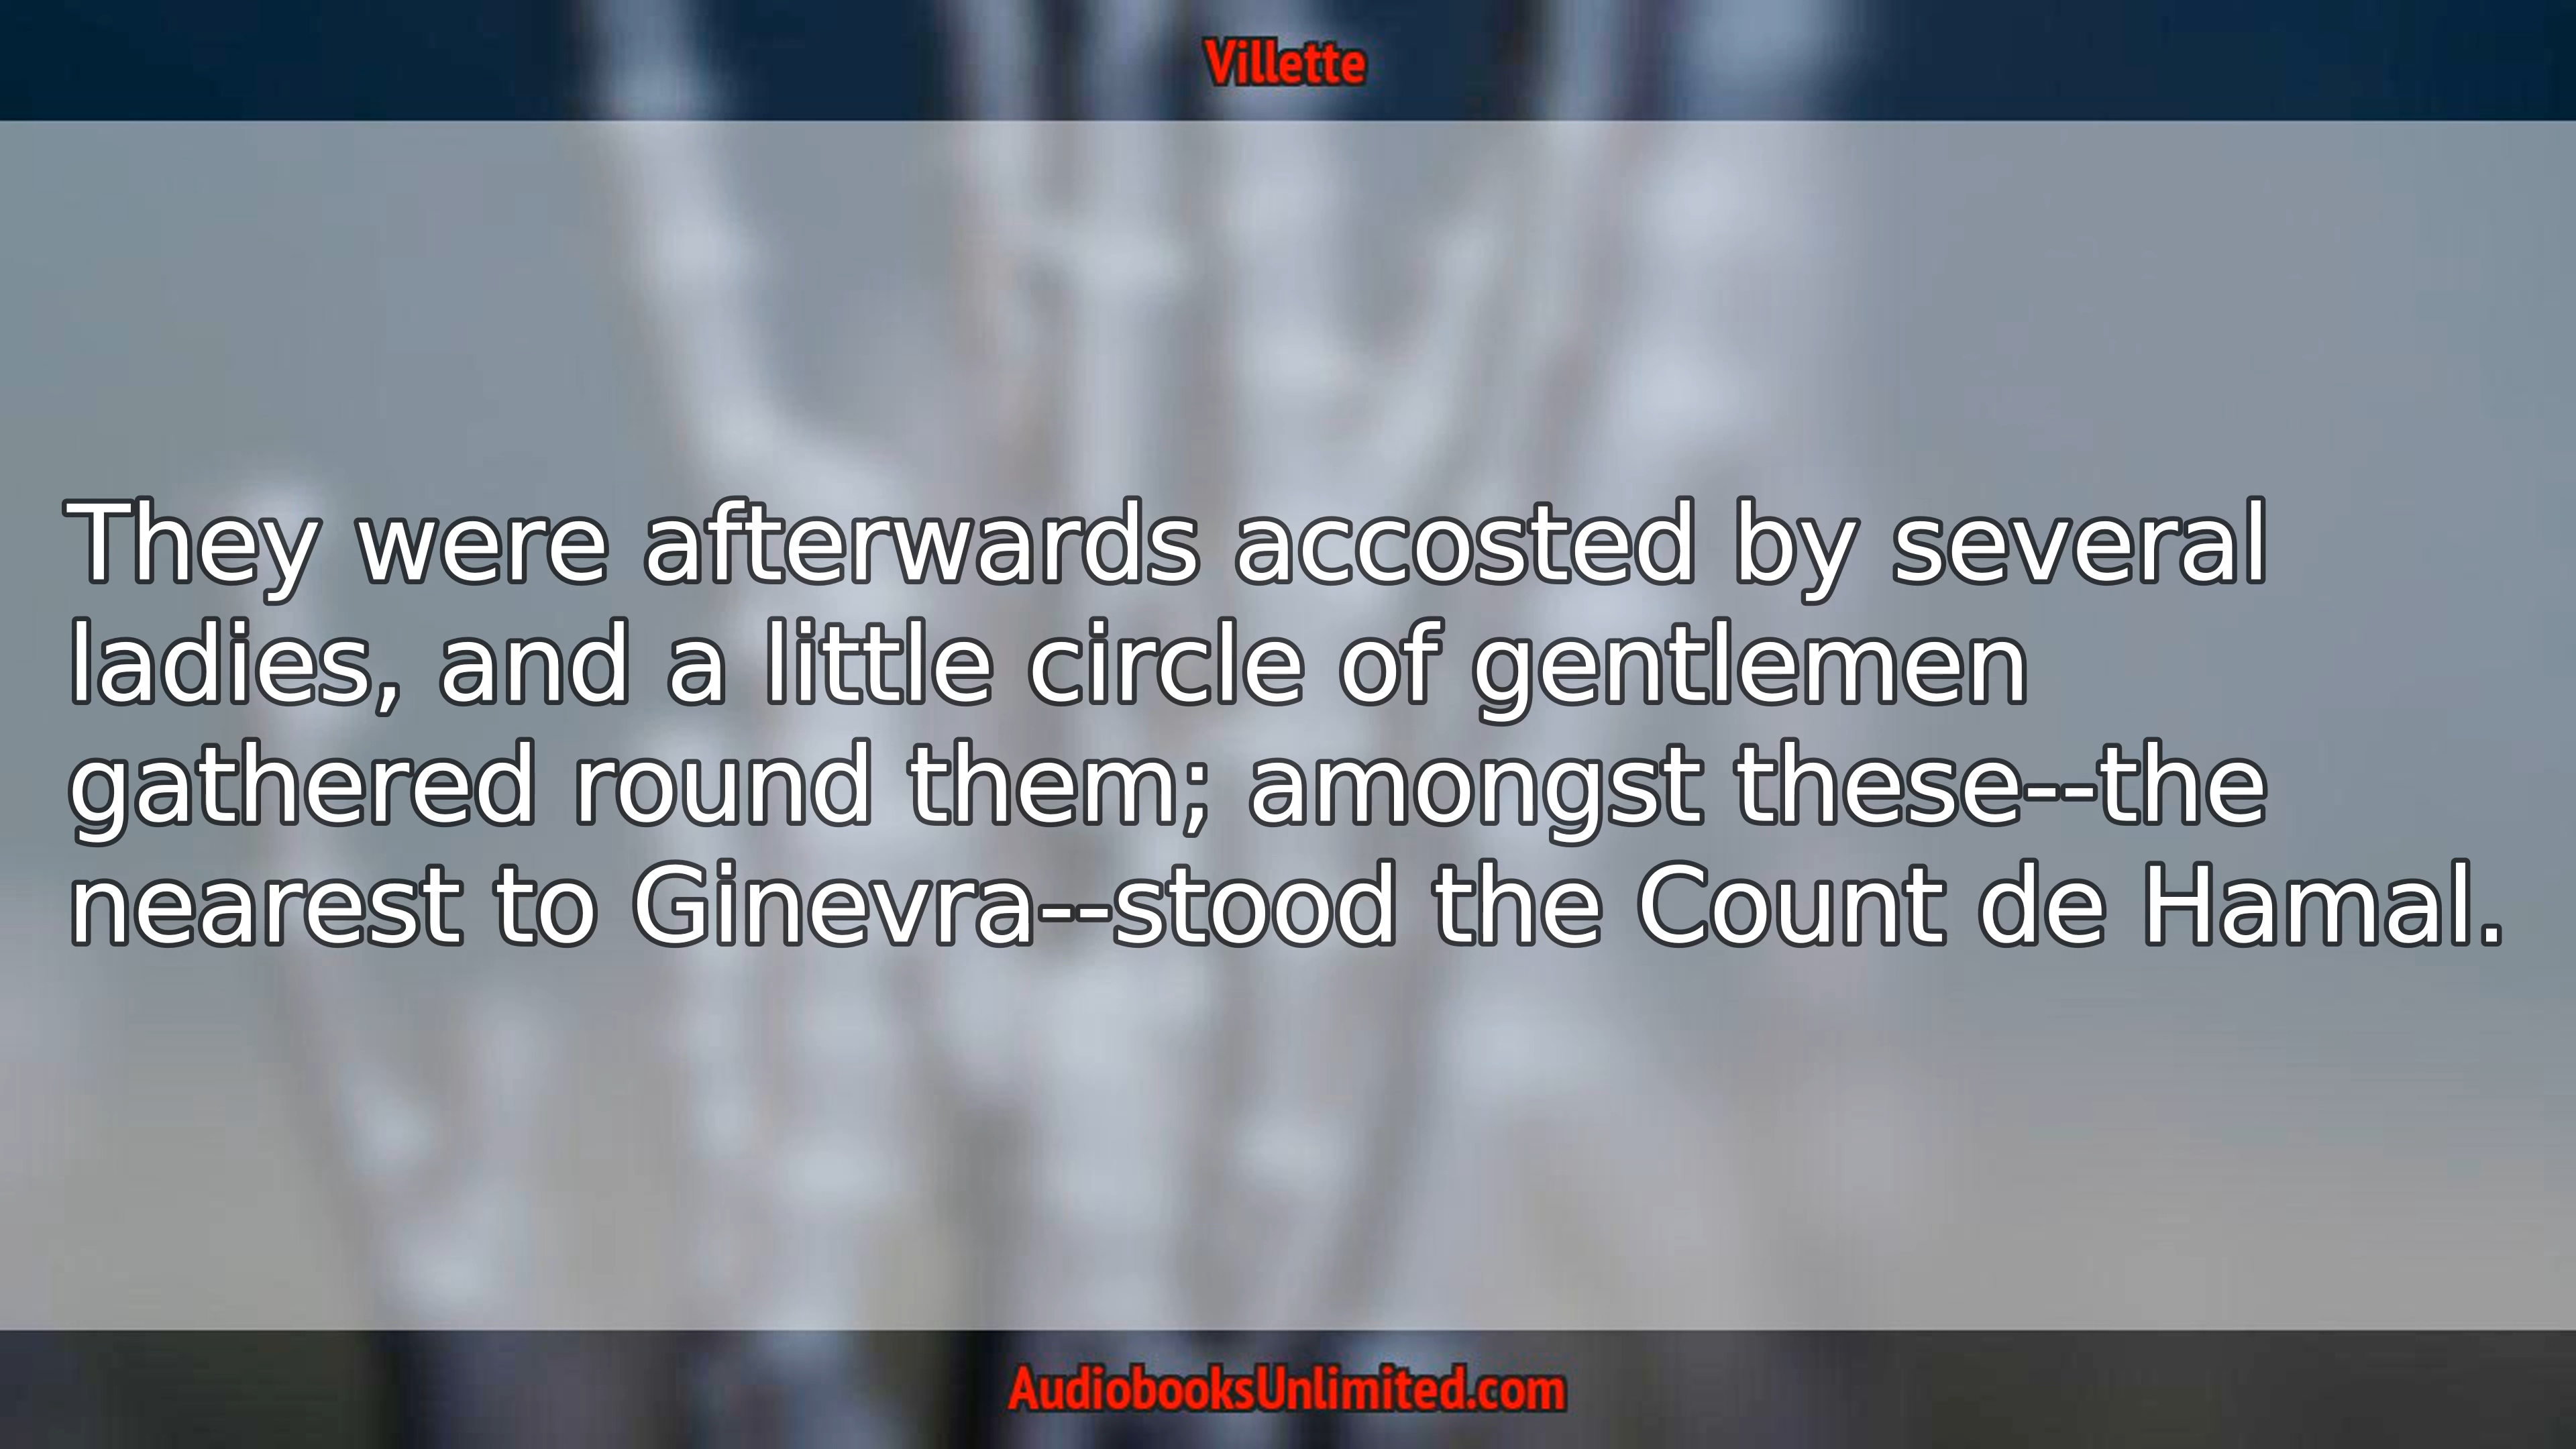 Villette
They were afterwards accosted by several
ladies, and a little circle of gentlemen
gathered round them; amongst these--the
nearest to Ginevra--stood the Count de Hamal.
AudiobooksUnlimited.com